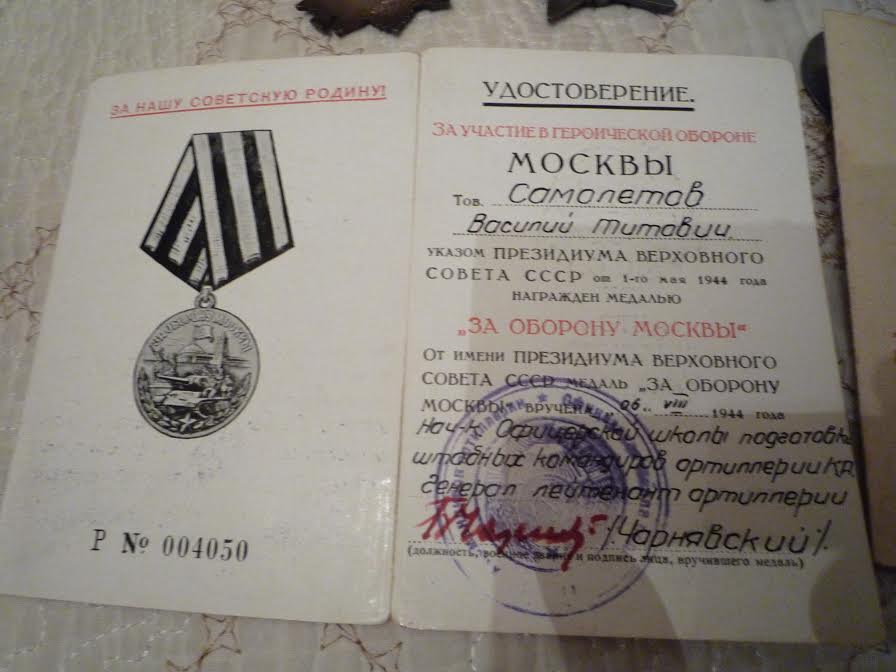 ЗА НАШУ СОВЕТСКУЮ РОДИНУ!
Р № 004050
УДОСТОВЕРЕНИЕ.
ЗА УЧАСТИЕ В ГЕРОИЧЕСКОЙ ОБОРОНЕ
МОСКВЫ
Тов. Самолетов
Василий Титович
указом ПРЕЗИДИУМА ВЕРХОВНОГО
СОВЕТА СССР от 1-го мая 1944 года
НАГРАЖДЕН МЕДАЛЬЮ
„ЗА ОБОРОНУ МОСКВЫ“
От имени ПРЕЗИДИУМА ВЕРХОВНОГО
СОВЕТА СССР МЕДАЛЬ „ЗА ОБОРОНУ
МОСКВЫ“ ВРУЧЕНА „06„ VIII 1944 года
Нач-к Офицерской школы подготовк
штабных командиров артиллерии КА
генерал лейтенант артиллерии
/Чарнявский/.
(должность, военное звание и подпись лица, вручившего медаль)